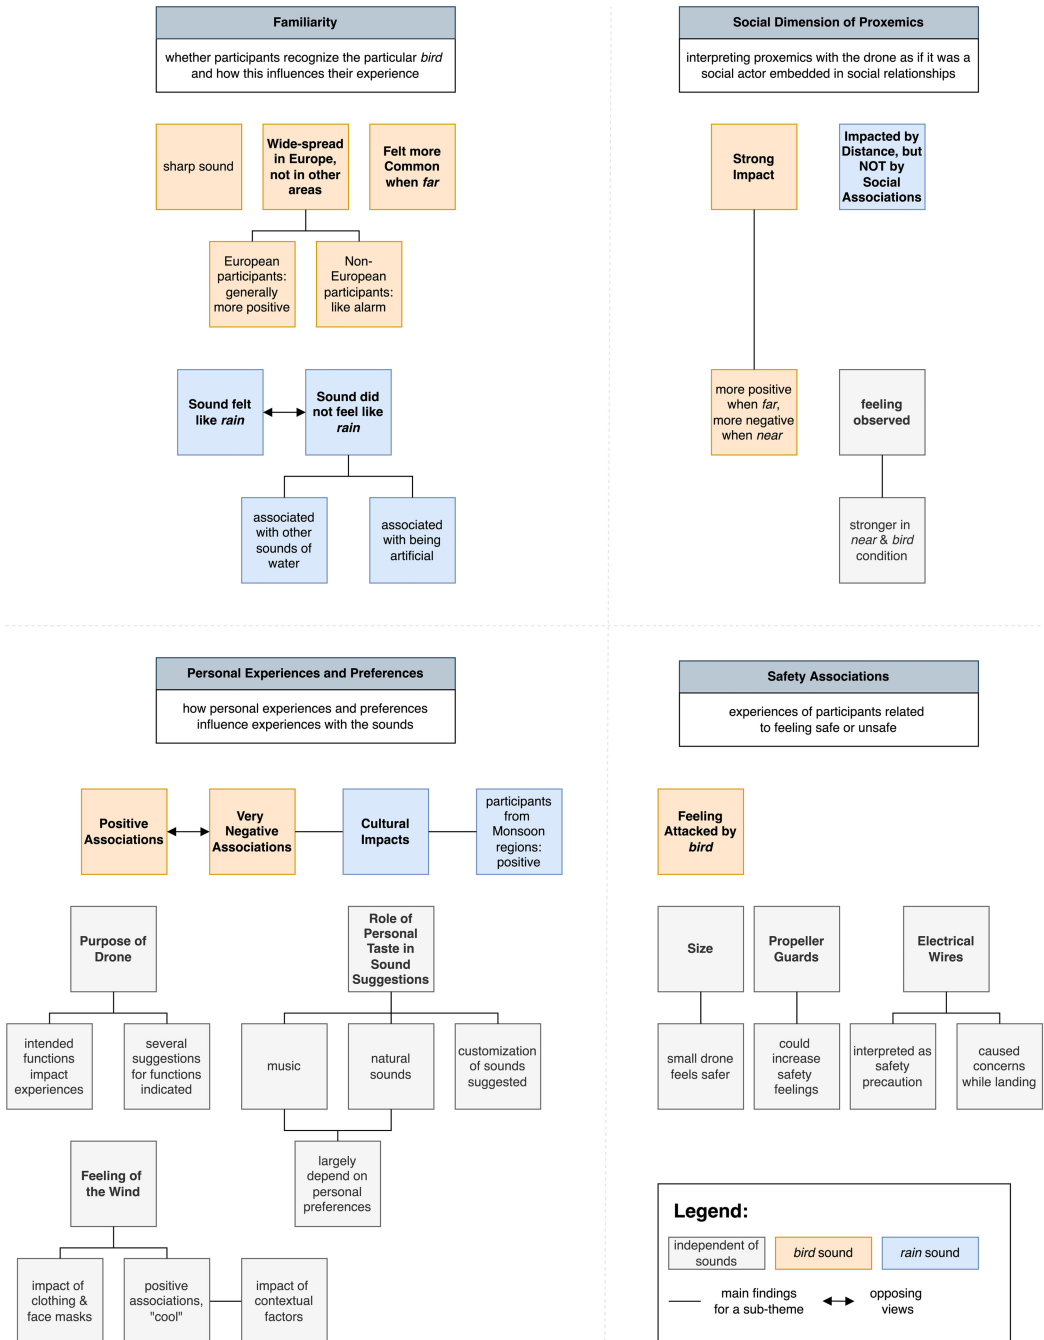 Familiarity
whether participants recognize the particular bird
and how this influences their experience
sharp sound
Wide-spread
in Europe,
not in other
areas
Felt more
Common
when far
European
participants:
generally
more positive
Non-
European
participants:
like alarm
Sound felt
like rain
Sound did
not feel like
rain
associated
with other
sounds of
water
associated
with being
artificial
Social Dimension of Proxemics
interpreting proxemics with the drone as if it was a
social actor embedded in social relationships
Strong
Impact
Impacted by
Distance, but
NOT by
Social
Associations
more positive
when far,
more negative
when near
feeling
observed
stronger in
near & bird
condition
Personal Experiences and Preferences
how personal experiences and preferences
influence experiences with the sounds
Positive
Associations
Very
Negative
Associations
Cultural
Impacts
participants
from
Monsoon
regions:
positive
Purpose of
Drone
intended
functions
impact
experiences
several
suggestions
for functions
indicated
Role of
Personal
Taste in
Sound
Suggestions
music
natural
sounds
customization
of sounds
suggested
largely
depend on
personal
preferences
Feeling of
the Wind
impact of
clothing &
face masks
positive
associations,
"cool"
impact of
contextual
factors
Safety Associations
experiences of participants related
to feeling safe or unsafe
Feeling
Attacked by
bird
Size
Propeller
Guards
Electrical
Wires
small drone
feels safer
could
increase
safety
feelings
interpreted as
safety
precaution
caused
concerns
while landing
Legend:
independent of
sounds
bird sound
rain sound
main findings
for a sub-theme
opposing
views